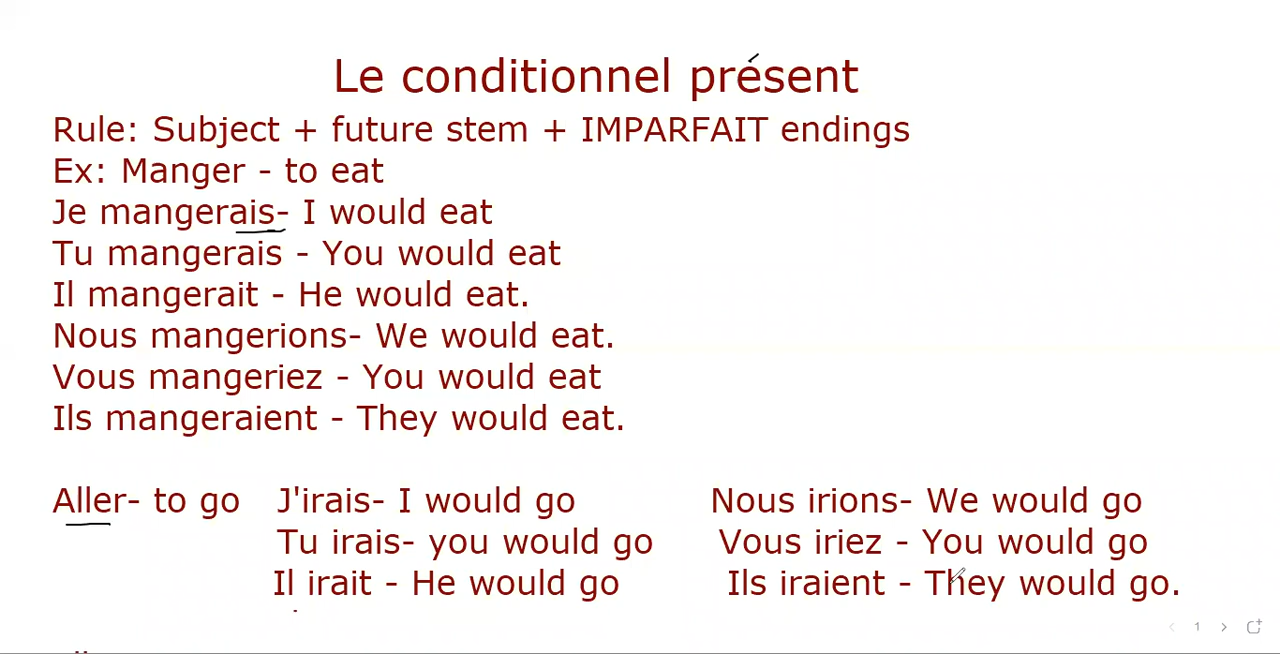 Le conditionnel présent
Rule: Subject + future stem + IMPARFAIT endings
Ex: Manger - to eat
Je mangerais- I would eat
Tu mangerais - You would eat
Il mangerait - He would eat.
Nous mangerions- We would eat.
Vous mangeriez - You would eat
Ils mangeraient - They would eat.
Aller- to go J'irais- I would go Nous irions- We would go
Tu irais- you would go Vous iriez - You would go
Il irait - He would go Ils iraient - They would go.
1